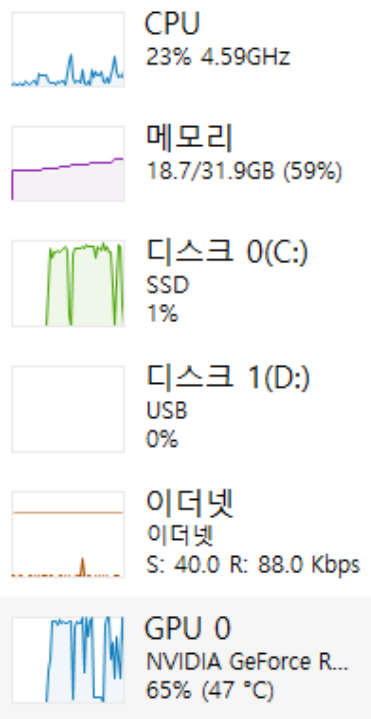 CPU
23% 4.59GHz
메모리
18.7/31.9GB (59%)
디스크 0(C:)
SSD
1%
디스크 1(D:)
USB
0%
이더넷
이더넷
S: 40.0 R: 88.0 Kbps
GPU 0
NVIDIA GeForce R...
65% (47 °C)